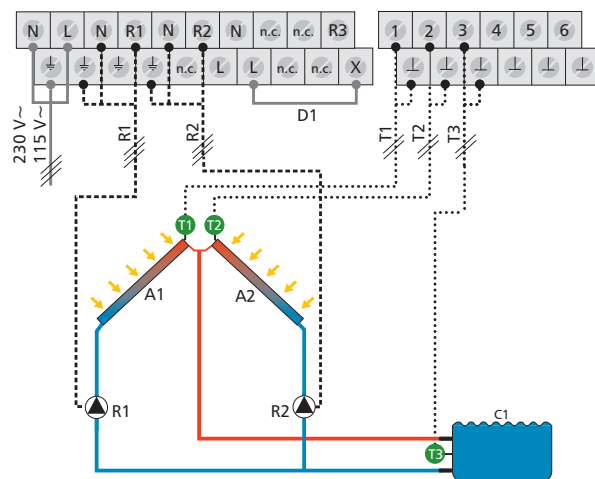 N L N R1 N R2 N n.c. n.c. R3
n.c. L L n.c. n.c. X
1 2 3 4 5 6
D1
230 V~
115 V~
R1
R2
T1
T2
T3
T1 T2
A1 A2
R1 R2
C1
T3